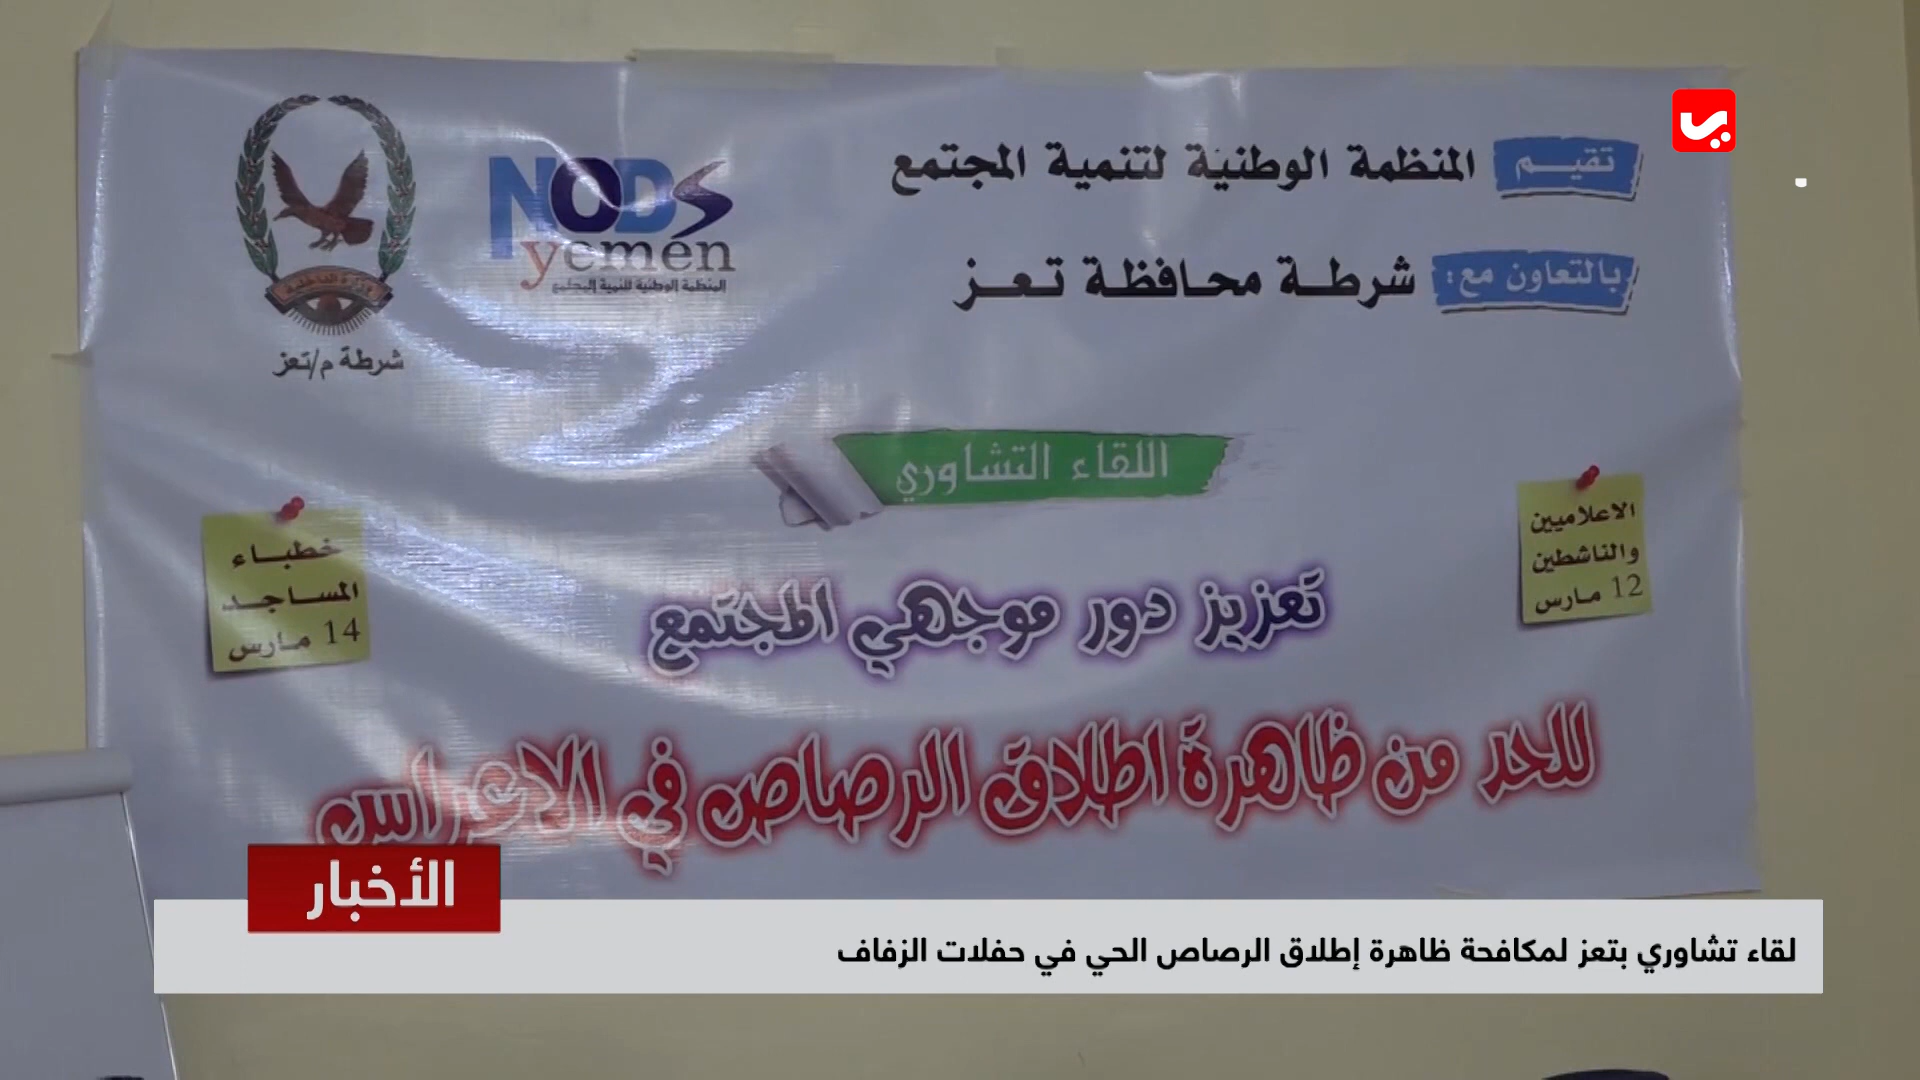 تقيم المنظمة الوطنية لتنمية المجتمع
بالتعاون مع: شرطة محافظة تعز
NODS
yemen
المنظمة الوطنية لتنمية المجتمع
وزارة الداخلية
شرطة م/تعز
اللقاء التشاوري
الاعلاميين
والناشطين
12 مارس
خطباء
المساجد
14 مارس
تعزيز دور موجهي المجتمع
للحد من ظاهرة اطلاق الرصاص في الاعراس
الأخبار
لقاء تشاوري بتعز لمكافحة ظاهرة إطلاق الرصاص الحي في حفلات الزفاف